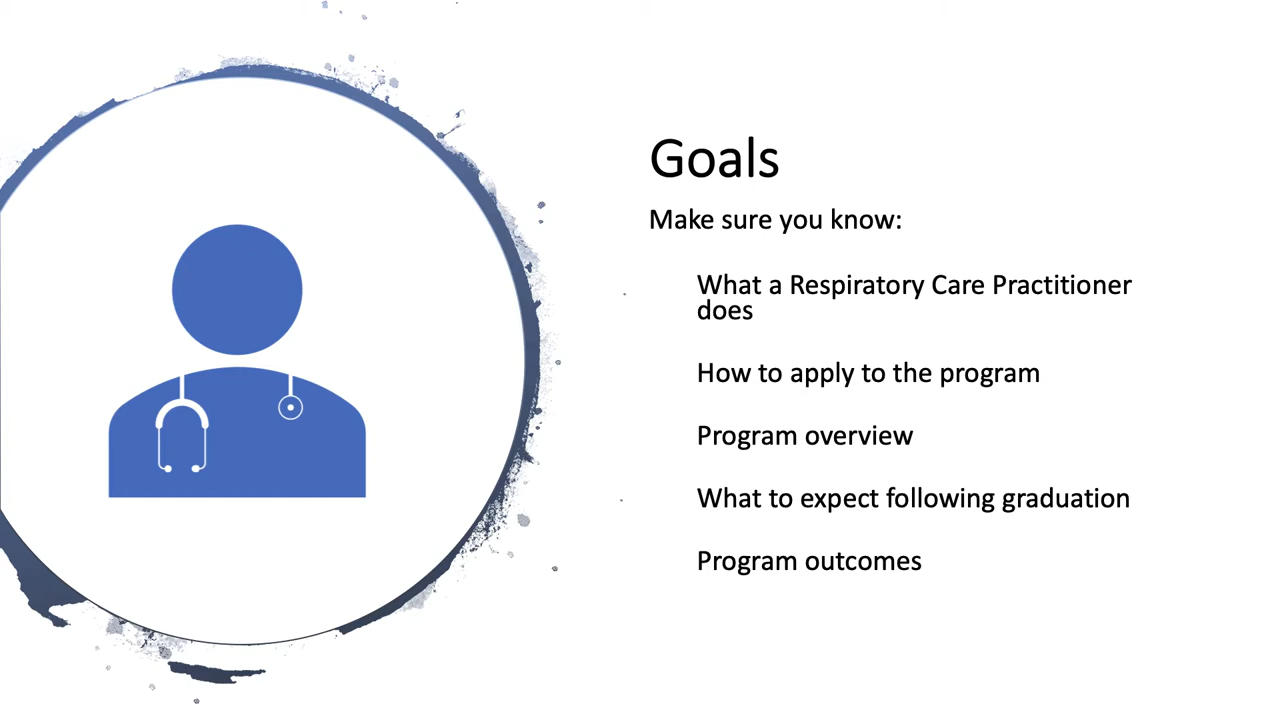 Goals
Make sure you know:
What a Respiratory Care Practitioner
does
How to apply to the program
Program overview
What to expect following graduation
Program outcomes